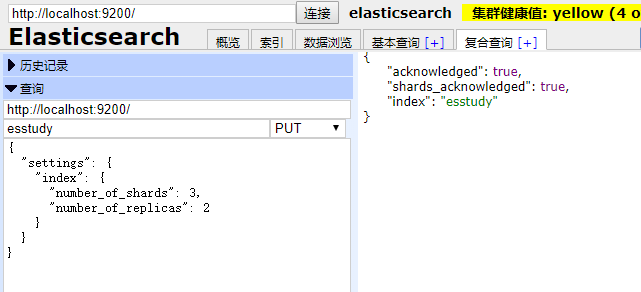 http://localhost:9200/ 连接 elasticsearch 集群健康值: yellow (4 o
Elasticsearch 概览 索引 数据浏览 基本查询 [+] 复合查询 [+]
历史记录
查询
http://localhost:9200/
esstudy PUT
{
  "settings": {
    "index": {
      "number_of_shards": 3,
      "number_of_replicas": 2
    }
  }
}
{
    "acknowledged": true,
    "shards_acknowledged": true,
    "index": "esstudy"
}